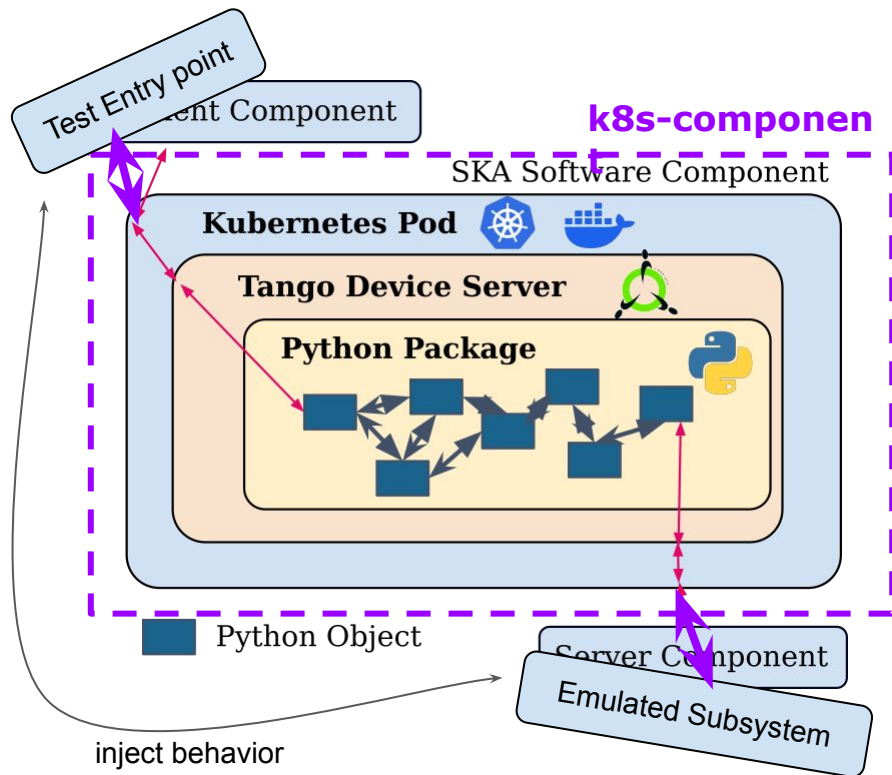 Test Entry point
ent Component
k8s-componen
t
SKA Software Component
Kubernetes Pod
Tango Device Server
Python Package
Python Object
Server Component
Emulated Subsystem
inject behavior